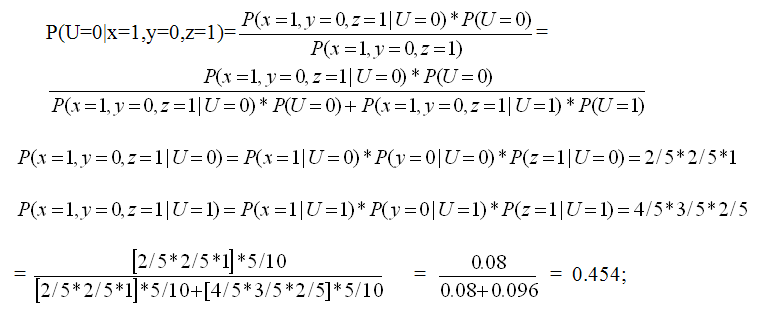 P(U=0|x=1,y=0,z=1)= P(x=1,y=0,z=1|U=0)*P(U=0) / P(x=1,y=0,z=1) =
P(x=1,y=0,z=1|U=0)*P(U=0) / P(x=1,y=0,z=1|U=0)*P(U=0)+P(x=1,y=0,z=1|U=1)*P(U=1)
P(x=1,y=0,z=1|U=0)=P(x=1|U=0)*P(y=0|U=0)*P(z=1|U=0)=2/5*2/5*1
P(x=1,y=0,z=1|U=1)=P(x=1|U=1)*P(y=0|U=1)*P(z=1|U=1)=4/5*3/5*2/5
= [2/5*2/5*1]*5/10 / [2/5*2/5*1]*5/10+[4/5*3/5*2/5]*5/10 = 0.08 / 0.08+0.096 = 0.454;